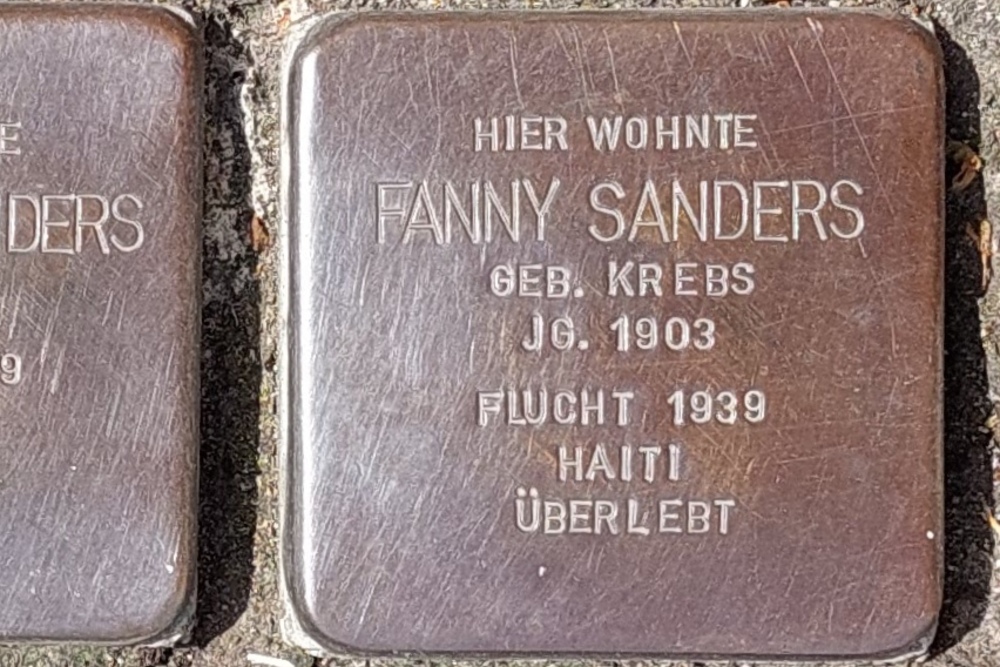 HIER WOHNTE
FANNY SANDERS
GEB. KREBS
JG. 1903
FLUCHT 1939
HAITI
ÜBERLEBT